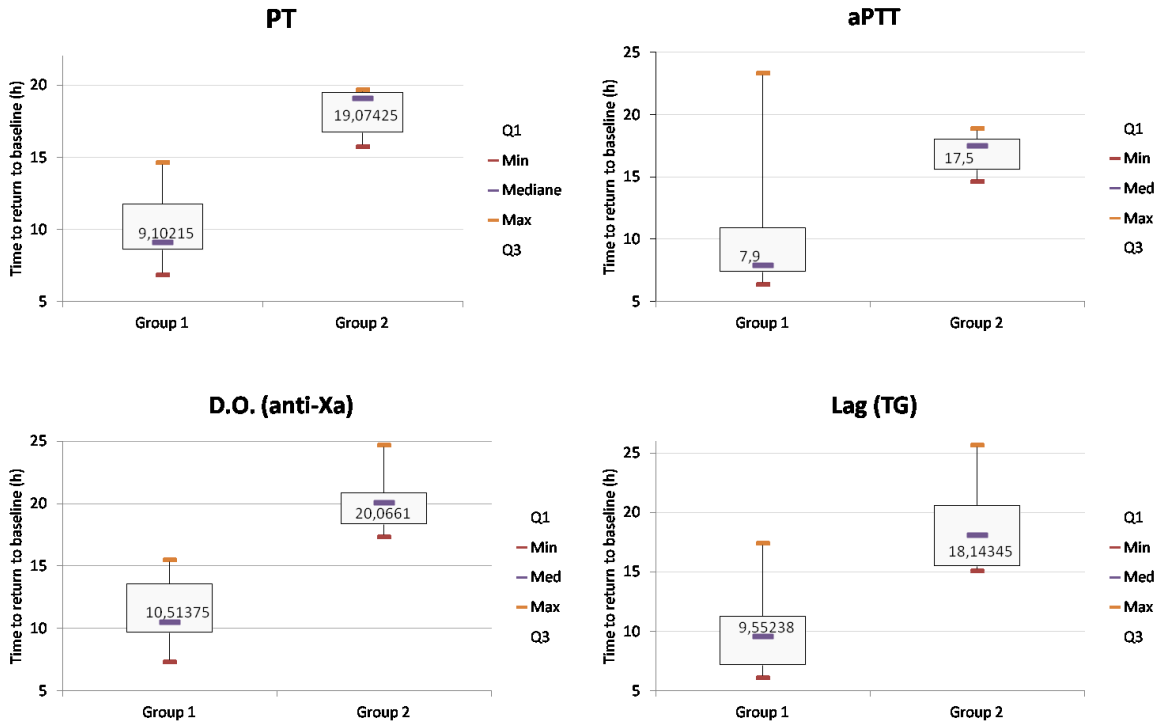 PT
Time to return to baseline (h)
20
15
10
5
19,07425
9,10215
Group 1
Group 2
Q1
Min
Mediane
Max
Q3
aPTT
Time to return to baseline (h)
25
20
15
10
5
17,5
7,9
Group 1
Group 2
Q1
Min
Med
Max
Q3
D.O. (anti-Xa)
Time to return to baseline (h)
25
20
15
10
5
20,0661
10,51375
Group 1
Group 2
Q1
Min
Med
Max
Q3
Lag (TG)
Time to return to baseline (h)
25
20
15
10
5
18,14345
9,55238
Group 1
Group 2
Q1
Min
Med
Max
Q3